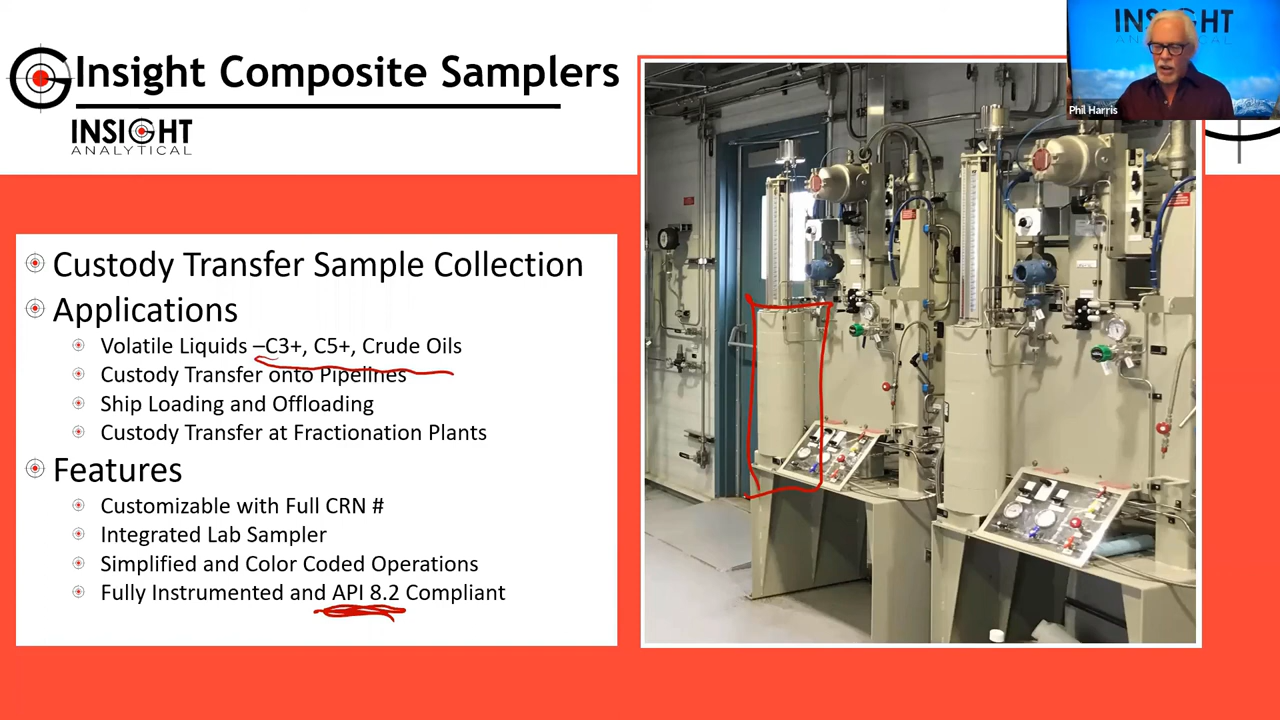 Insight Composite Samplers
INSIGHT
ANALYTICAL
Custody Transfer Sample Collection
Applications
Volatile Liquids –C3+, C5+, Crude Oils
Custody Transfer onto Pipelines
Ship Loading and Offloading
Custody Transfer at Fractionation Plants
Features
Customizable with Full CRN #
Integrated Lab Sampler
Simplified and Color Coded Operations
Fully Instrumented and API 8.2 Compliant
INSIGHT
ANALYTICAL
Phil Harris